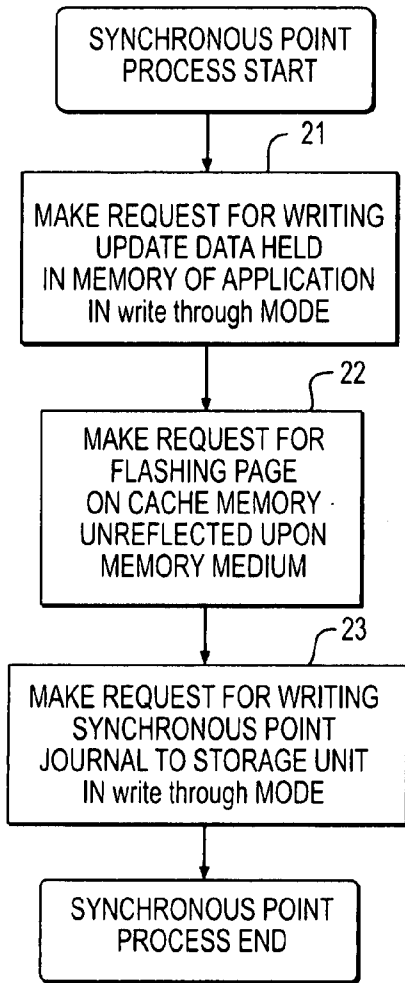 SYNCHRONOUS POINT
PROCESS START
21
MAKE REQUEST FOR WRITING
UPDATE DATA HELD
IN MEMORY OF APPLICATION
IN write through MODE
22
MAKE REQUEST FOR
FLASHING PAGE
ON CACHE MEMORY
UNREFLECTED UPON
MEMORY MEDIUM
23
MAKE REQUEST FOR WRITING
SYNCHRONOUS POINT
JOURNAL TO STORAGE UNIT
IN write through MODE
SYNCHRONOUS POINT
PROCESS END